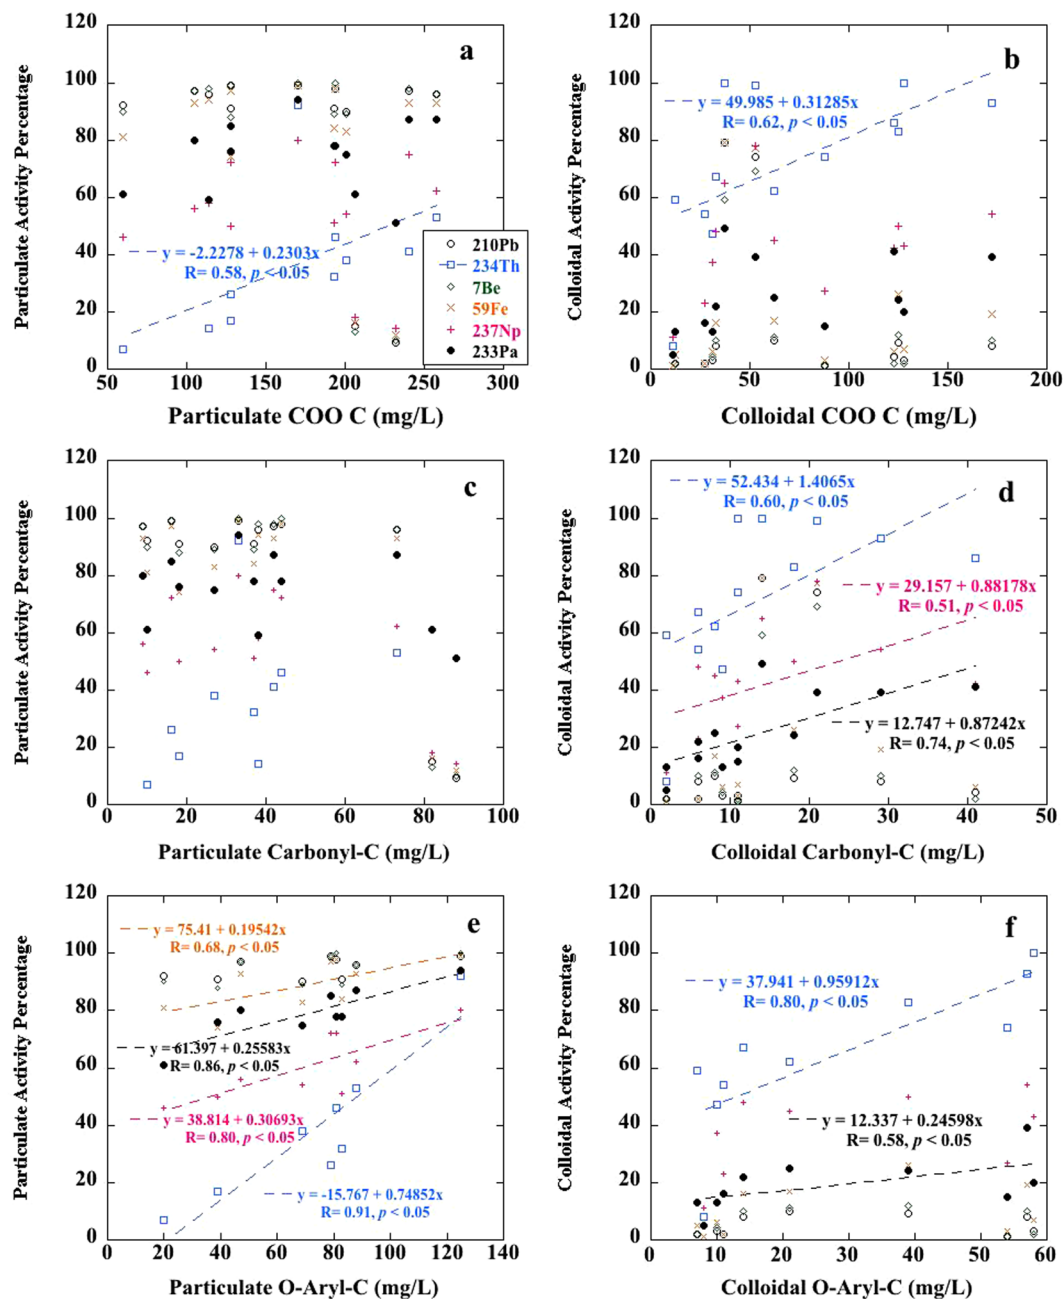 a
Particulate Activity Percentage
120
100
80
60
40
20
0
y = -2.2278 + 0.2303x
R= 0.58, p < 0.05
210Pb
234Th
7Be
59Fe
237Np
233Pa
0 50 100 150 200 250 300
Particulate COO C (mg/L)
b
Colloidal Activity Percentage
120
100
80
60
40
20
0
y = 49.985 + 0.31285x
R= 0.62, p < 0.05
0 50 100 150 200
Colloidal COO C (mg/L)
c
Particulate Activity Percentage
120
100
80
60
40
20
0
0 20 40 60 80 100
Particulate Carbonyl-C (mg/L)
d
Colloidal Activity Percentage
120
100
80
60
40
20
0
y = 52.434 + 1.4065x
R= 0.60, p < 0.05
y = 29.157 + 0.88178x
R= 0.51, p < 0.05
y = 12.747 + 0.87242x
R= 0.74, p < 0.05
0 10 20 30 40 50
Colloidal Carbonyl-C (mg/L)
e
Particulate Activity Percentage
120
100
80
60
40
20
0
y = 75.41 + 0.19542x
R= 0.68, p < 0.05
y = 61.397 + 0.25583x
R= 0.86, p < 0.05
y = 38.814 + 0.30693x
R= 0.80, p < 0.05
y = -15.767 + 0.74852x
R= 0.91, p < 0.05
0 20 40 60 80 100 120 140
Particulate O-Aryl-C (mg/L)
f
Colloidal Activity Percentage
120
100
80
60
40
20
0
y = 37.941 + 0.95912x
R= 0.80, p < 0.05
y = 12.337 + 0.24598x
R= 0.58, p < 0.05
0 10 20 30 40 50 60
Colloidal O-Aryl-C (mg/L)